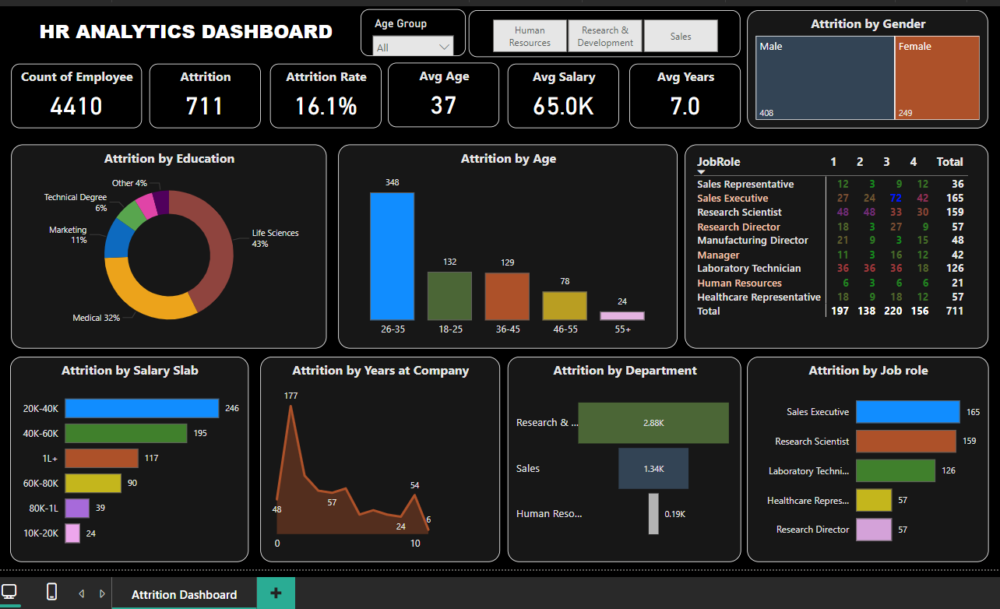 HR ANALYTICS DASHBOARD
Age Group
All
Human
Resources
Research &
Development
Sales
Attrition by Gender
Male
Female
408
249
Count of Employee
4410
Attrition
711
Attrition Rate
16.1%
Avg Age
37
Avg Salary
65.0K
Avg Years
7.0
Attrition by Education
Other 4%
Technical Degree
6%
Marketing
11%
Life Sciences
43%
Medical 32%
Attrition by Age
348
132
129
78
24
26-35 18-25 36-45 46-55 55+
JobRole 1 2 3 4 Total
Sales Representative 12 3 9 12 36
Sales Executive 27 24 72 42 165
Research Scientist 48 48 33 30 159
Research Director 18 3 27 9 57
Manufacturing Director 21 9 3 15 48
Manager 11 3 16 12 42
Laboratory Technician 36 36 36 18 126
Human Resources 6 3 6 6 21
Healthcare Representative 18 9 18 12 57
Total 197 138 220 156 711
Attrition by Salary Slab
20K-40K 246
40K-60K 195
1L+ 117
60K-80K 90
80K-1L 39
10K-20K 24
Attrition by Years at Company
177
48
57
24
54
6
0 10
Attrition by Department
Research & ... 2.88K
Sales 1.34K
Human Reso... 0.19K
Attrition by Job role
Sales Executive 165
Research Scientist 159
Laboratory Techni... 126
Healthcare Repres... 57
Research Director 57
Attrition Dashboard